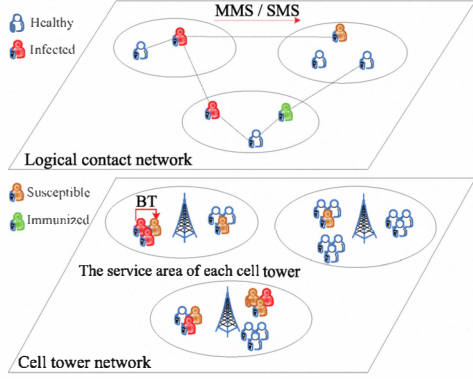 MMS / SMS
Healthy
Infected
Logical contact network
Susceptible
Immunized
BT
The service area of each cell tower
Cell tower network